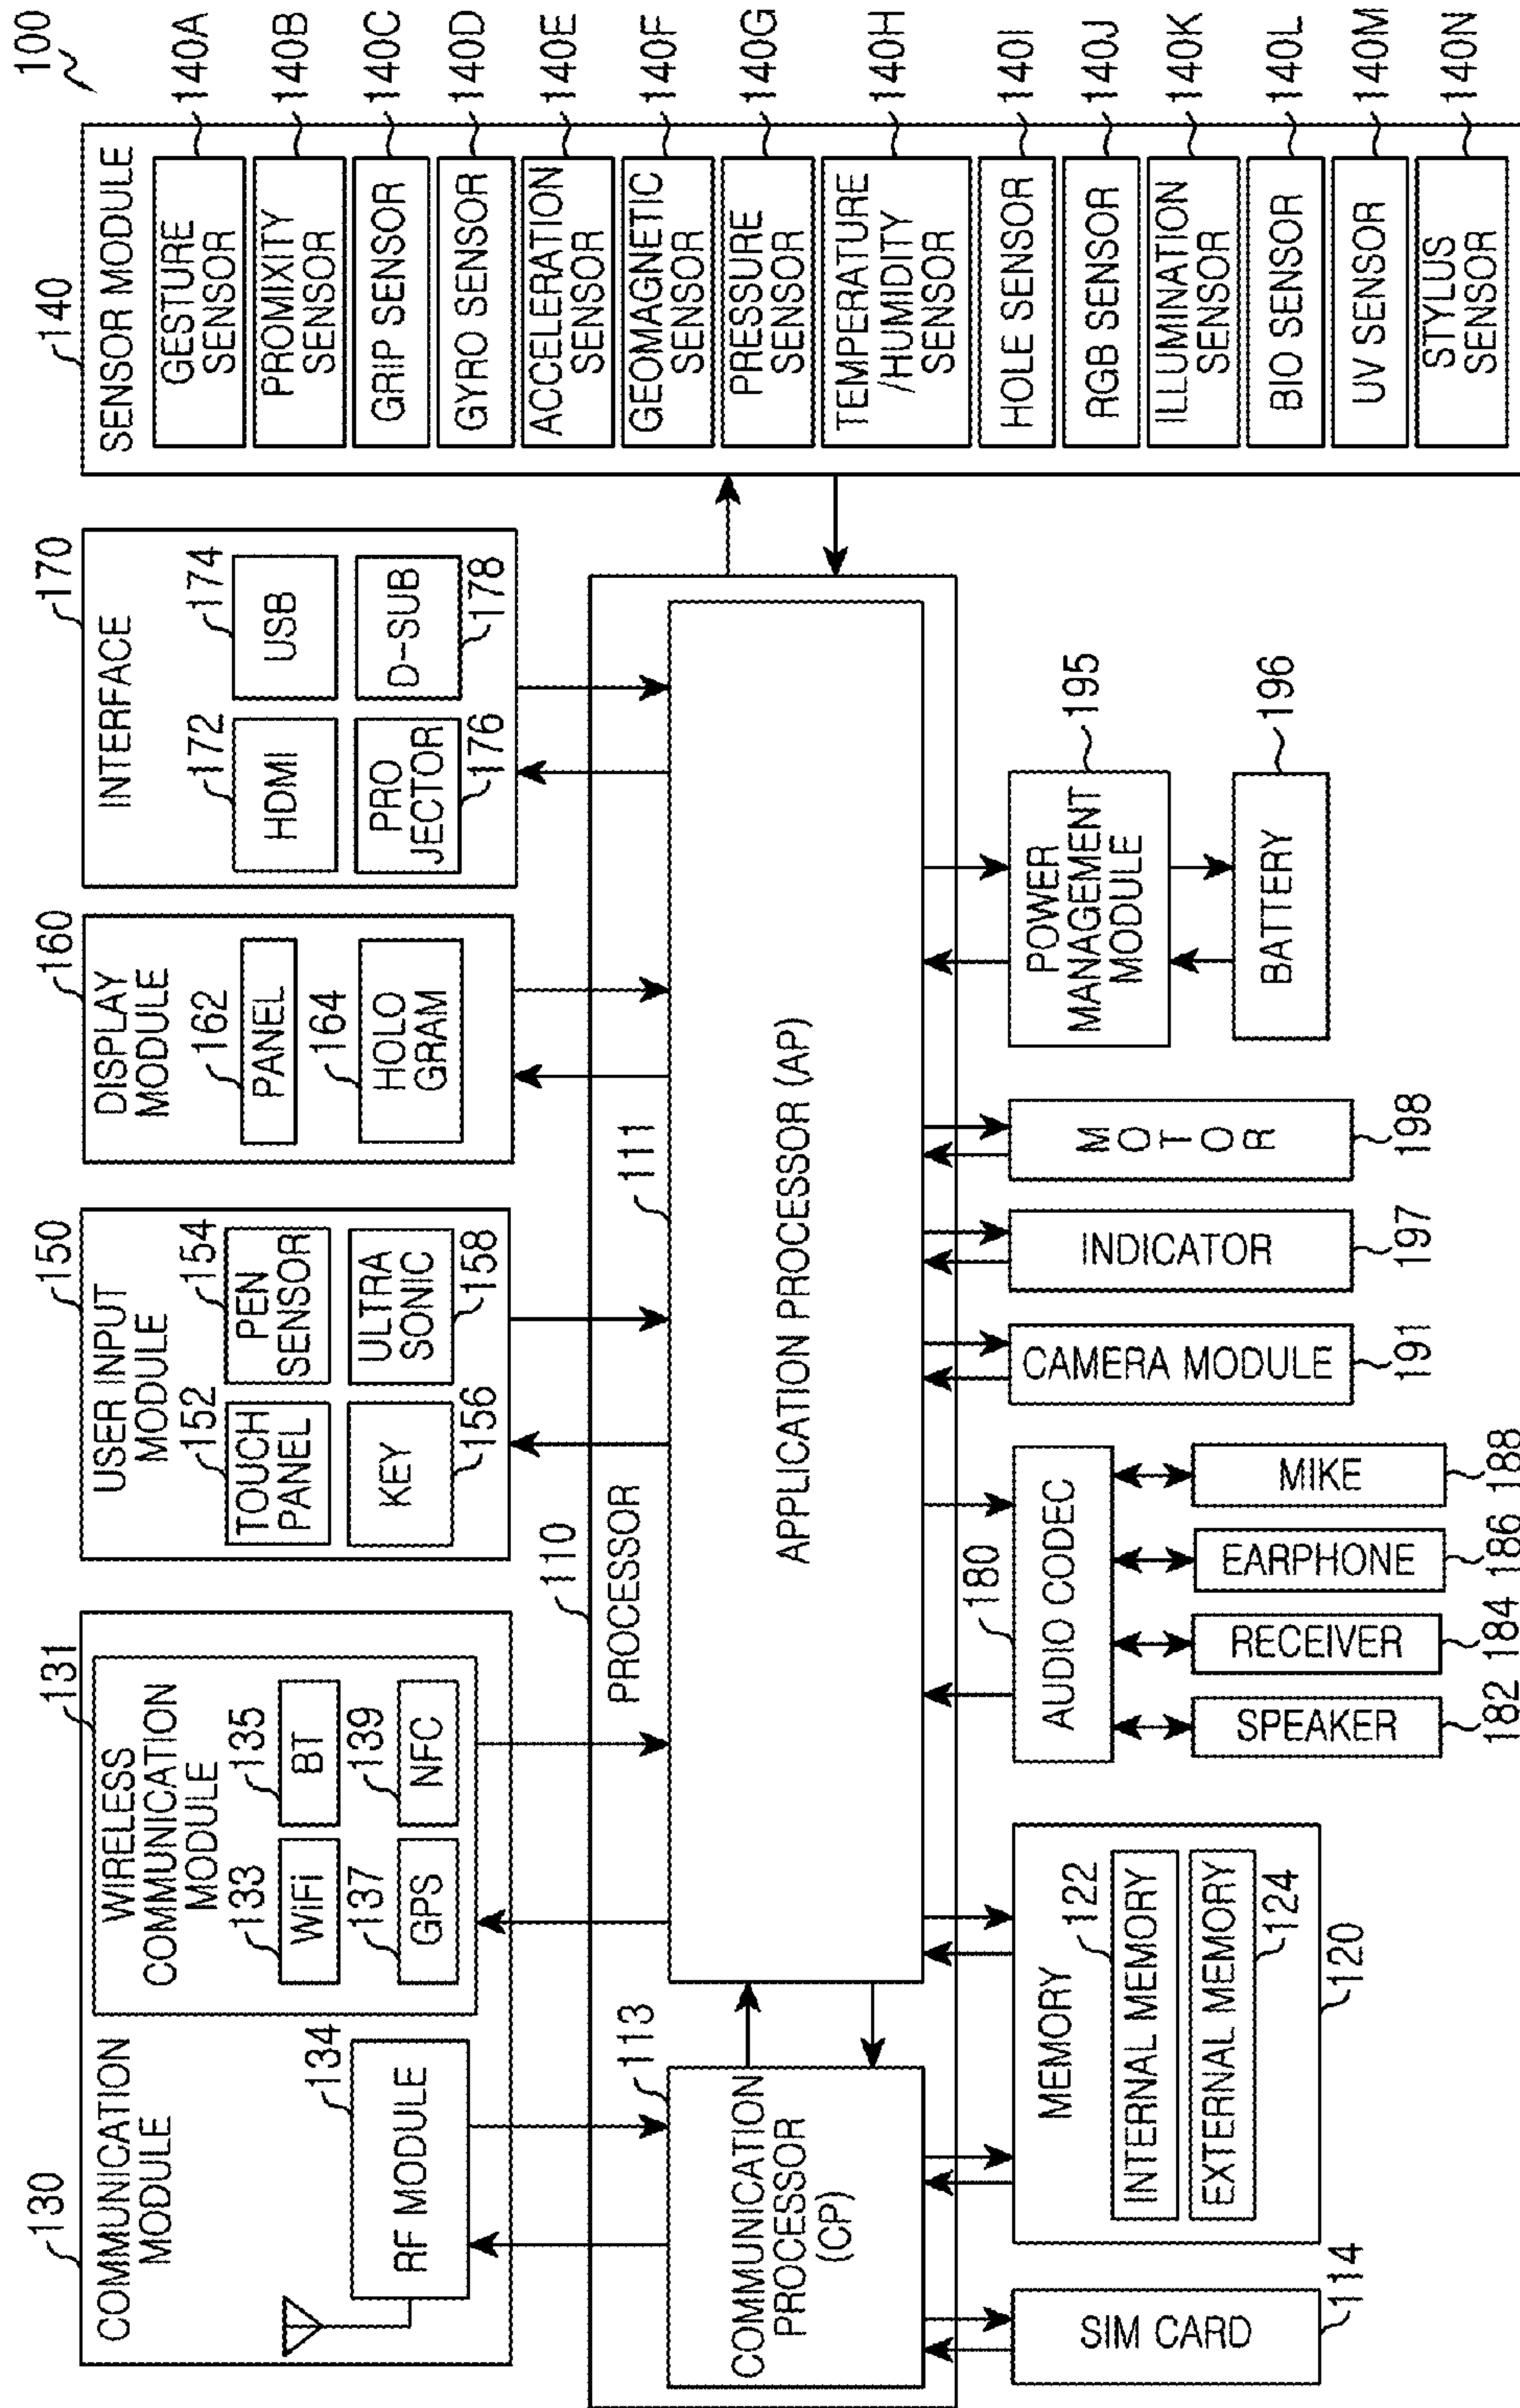 100
130
COMMUNICATION
MODULE
134
RF MODULE
131
WIRELESS
COMMUNICATION
MODULE
133
WiFi
135
BT
137
GPS
139
NFC
150
USER INPUT
MODULE
152
TOUCH
PANEL
154
PEN
SENSOR
KEY
156
ULTRA
SONIC
158
160
DISPLAY
MODULE
162
PANEL
164
HOLO
GRAM
170
INTERFACE
172
HDMI
174
USB
PRO
JECTOR
176
D-SUB
178
140
SENSOR MODULE
GESTURE
SENSOR
140A
PROMIXITY
SENSOR
140B
GRIP SENSOR
140C
GYRO SENSOR
140D
ACCELERATION
SENSOR
140E
GEOMAGNETIC
SENSOR
140F
PRESSURE
SENSOR
140G
TEMPERATURE
/HUMIDITY
SENSOR
140H
HOLE SENSOR
140I
RGB SENSOR
140J
ILLUMINATION
SENSOR
140K
BIO SENSOR
140L
UV SENSOR
140M
STYLUS
SENSOR
140N
110
PROCESSOR
113
COMMUNICATION
PROCESSOR
(CP)
111
APPLICATION PROCESSOR (AP)
SIM CARD
114
MEMORY
122
INTERNAL MEMORY
EXTERNAL MEMORY
124
120
180
AUDIO CODEC
SPEAKER
182
RECEIVER
184
EARPHONE
186
MIKE
188
CAMERA MODULE
191
INDICATOR
197
MOTOR
198
POWER
MANAGEMENT
MODULE
195
BATTERY
196